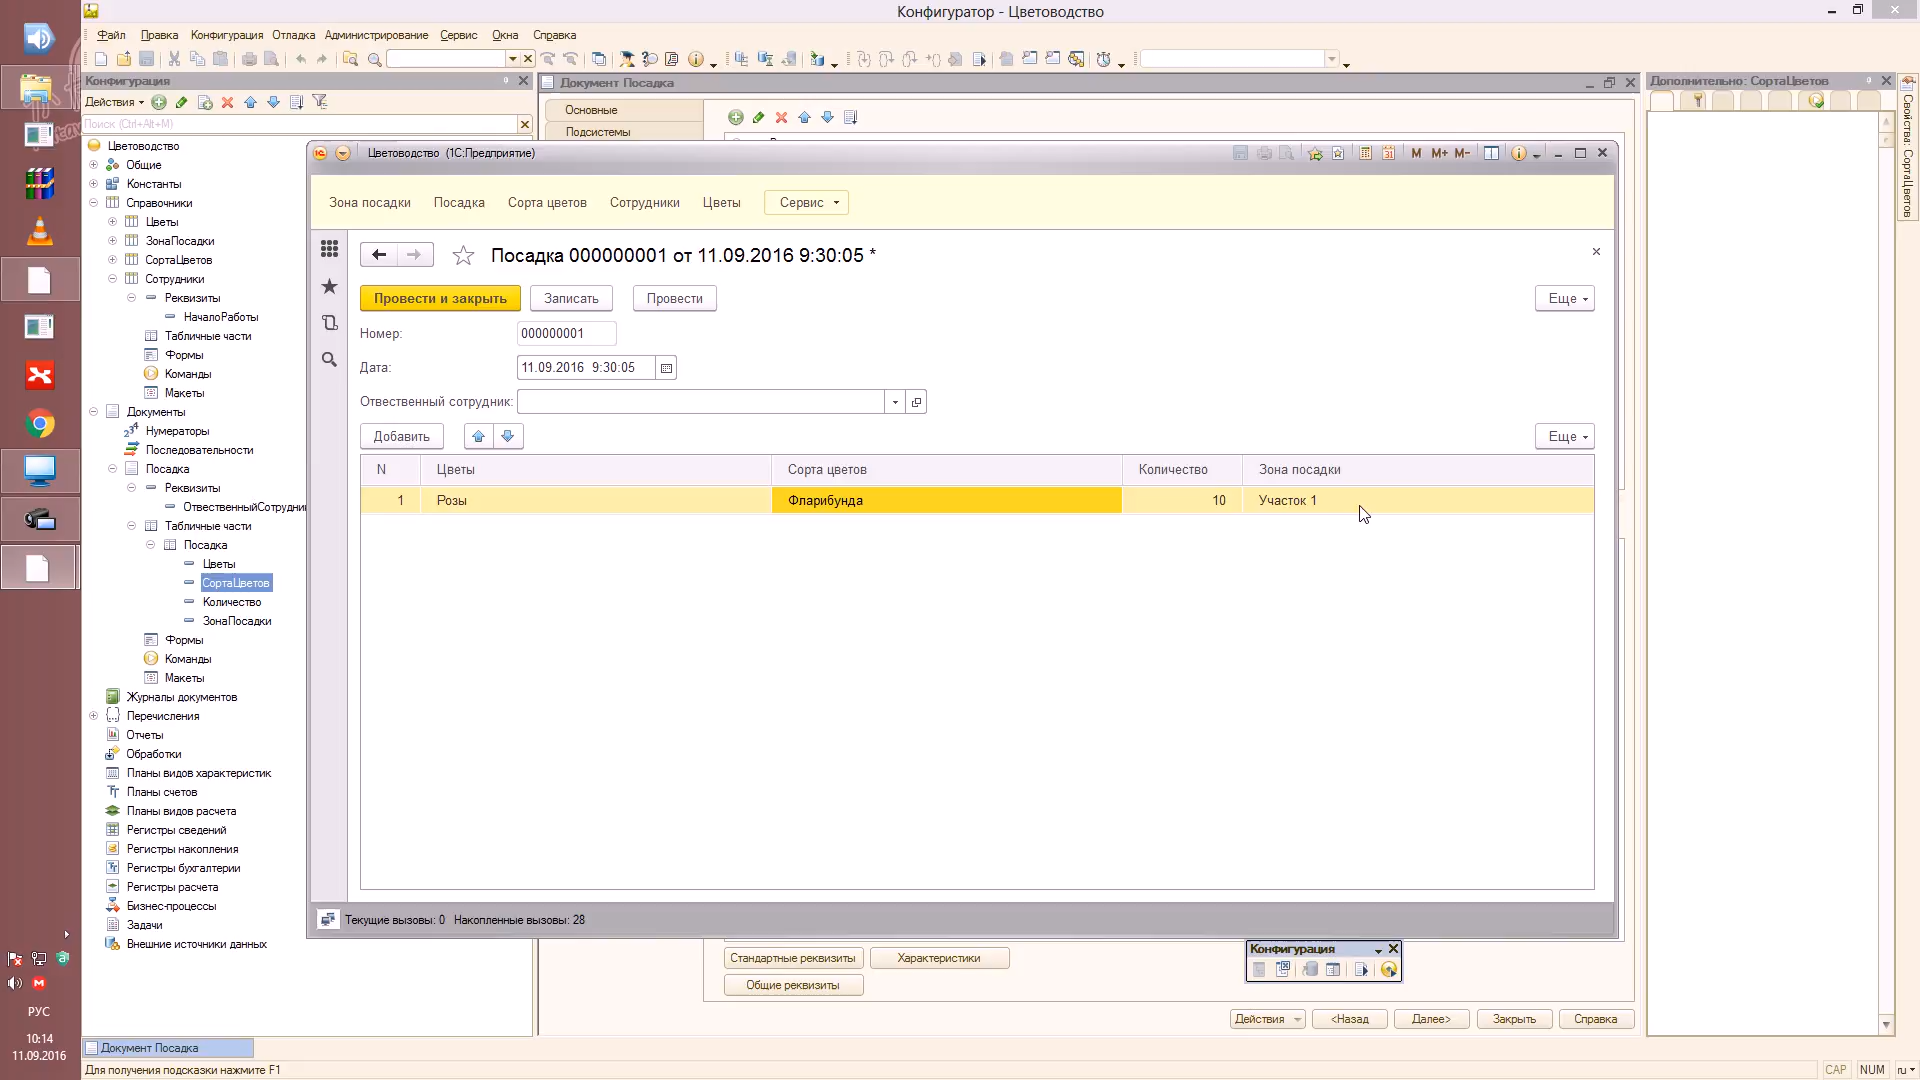 Конфигуратор - Цветоводство
Файл Правка Конфигурация Отладка Администрирование Сервис Окна Справка
Конфигурация
Действия
Поиск (Ctrl+Alt+M)
Цветоводство
Общие
Константы
Справочники
Цветы
ЗонаПосадки
СортаЦветов
Сотрудники
Реквизиты
НачалоРаботы
Табличные части
Формы
Команды
Макеты
Документы
Нумераторы
Последовательности
Посадка
Реквизиты
ОтвественныйСотрудни
Табличные части
Посадка
Цветы
СортаЦветов
Количество
ЗонаПосадки
Формы
Команды
Макеты
Журналы документов
Перечисления
Отчеты
Обработки
Планы видов характеристик
Планы счетов
Планы видов расчета
Регистры сведений
Регистры накопления
Регистры бухгалтерии
Регистры расчета
Бизнес-процессы
Задачи
Внешние источники данных
Документ Посадка
Основные
Подсистемы
Цветоводство (1С:Предприятие)
M M+ M-
Зона посадки Посадка Сорта цветов Сотрудники Цветы Сервис
Посадка 000000001 от 11.09.2016 9:30:05 *
Провести и закрыть Записать Провести Еще
Номер: 000000001
Дата: 11.09.2016 9:30:05
Отвественный сотрудник:
Добавить Еще
N Цветы Сорта цветов Количество Зона посадки
1 Розы Фларибунда 10 Участок 1
Текущие вызовы: 0 Накопленные вызовы: 28
Стандартные реквизиты Характеристики
Общие реквизиты
Конфигурация
Действия <Назад Далее> Закрыть Справка
Дополнительно: СортаЦветов
Свойства: СортаЦветов
РУС
10:14
11.09.2016
Документ Посадка
Для получения подсказки нажмите F1
CAP NUM ru